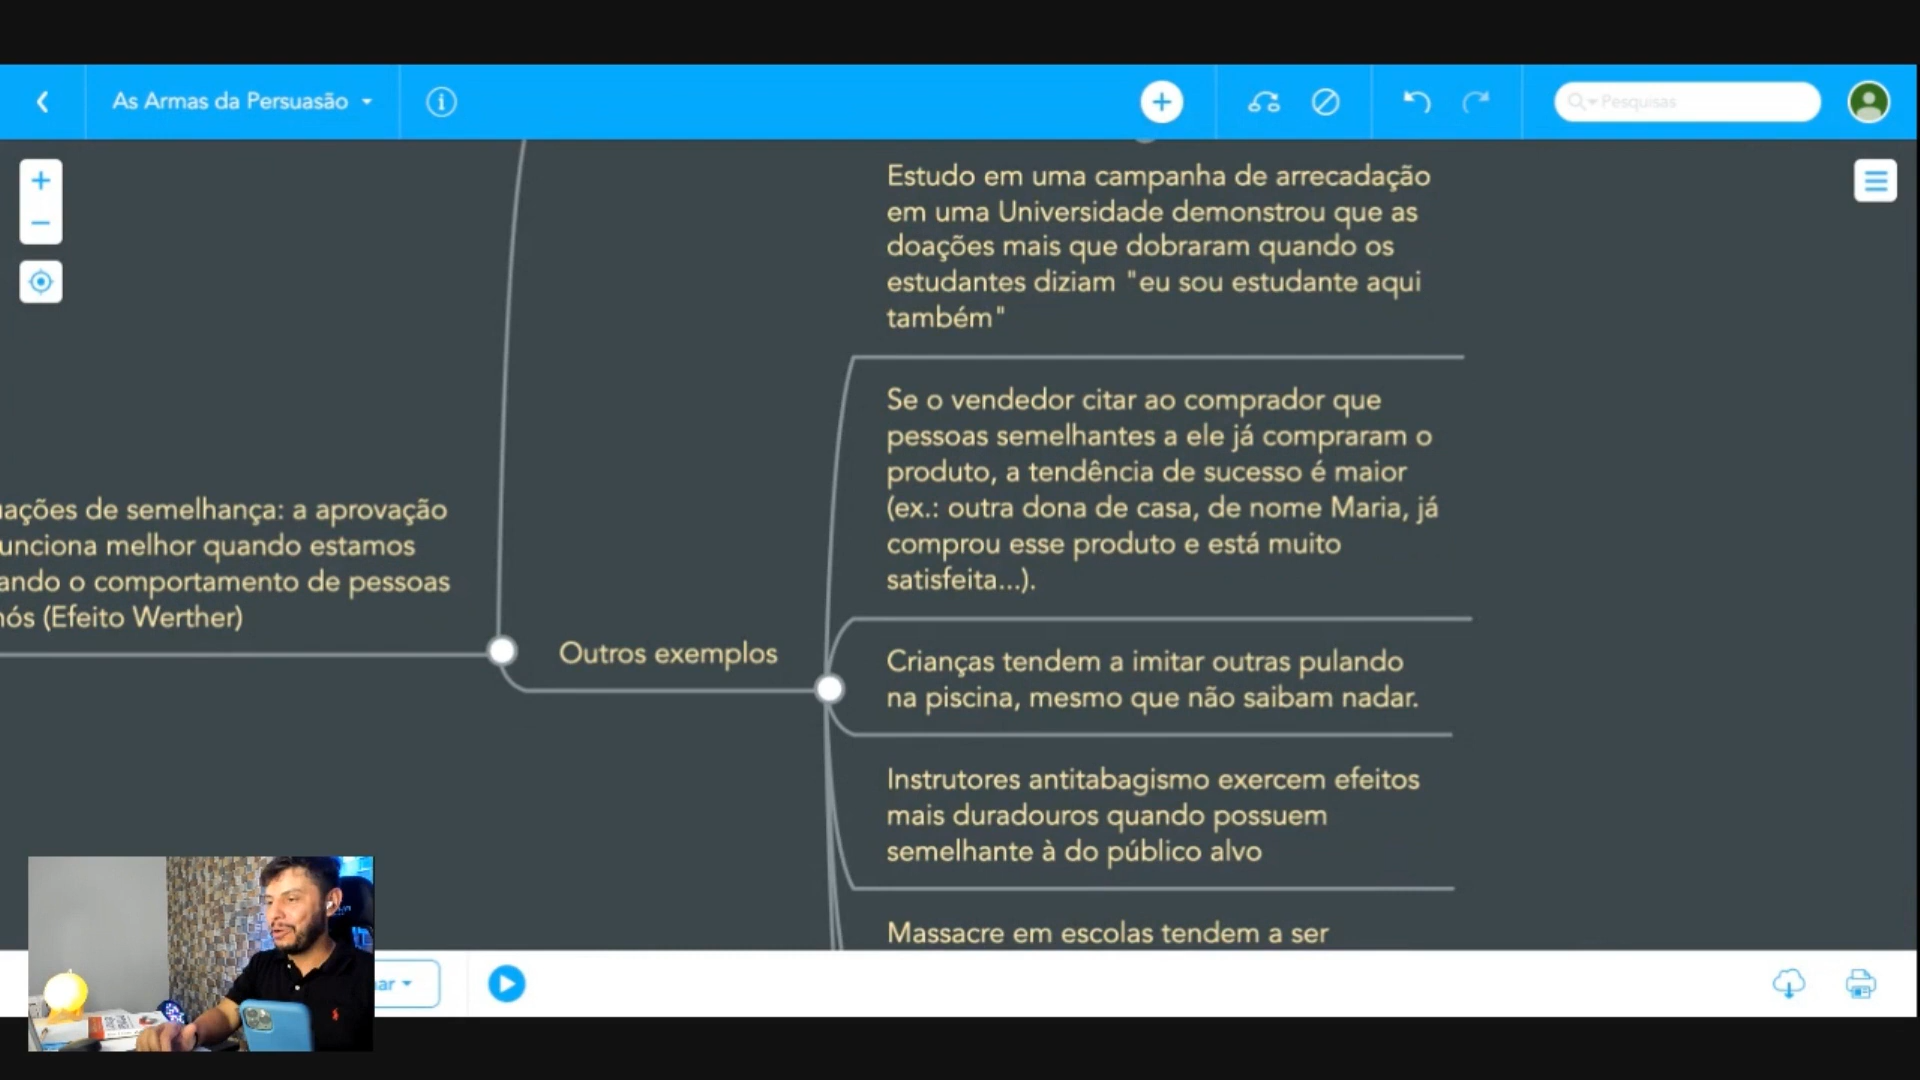 As Armas da Persuasão
Pesquisas
Estudo em uma campanha de arrecadação
em uma Universidade demonstrou que as
doações mais que dobraram quando os
estudantes diziam "eu sou estudante aqui
também"
Se o vendedor citar ao comprador que
pessoas semelhantes a ele já compraram o
produto, a tendência de sucesso é maior
(ex.: outra dona de casa, de nome Maria, já
comprou esse produto e está muito
satisfeita...).
ações de semelhança: a aprovação
unciona melhor quando estamos
ando o comportamento de pessoas
nós (Efeito Werther)
Outros exemplos
Crianças tendem a imitar outras pulando
na piscina, mesmo que não saibam nadar.
Instrutores antitabagismo exercem efeitos
mais duradouros quando possuem
semelhante à do público alvo
Massacre em escolas tendem a ser
ar